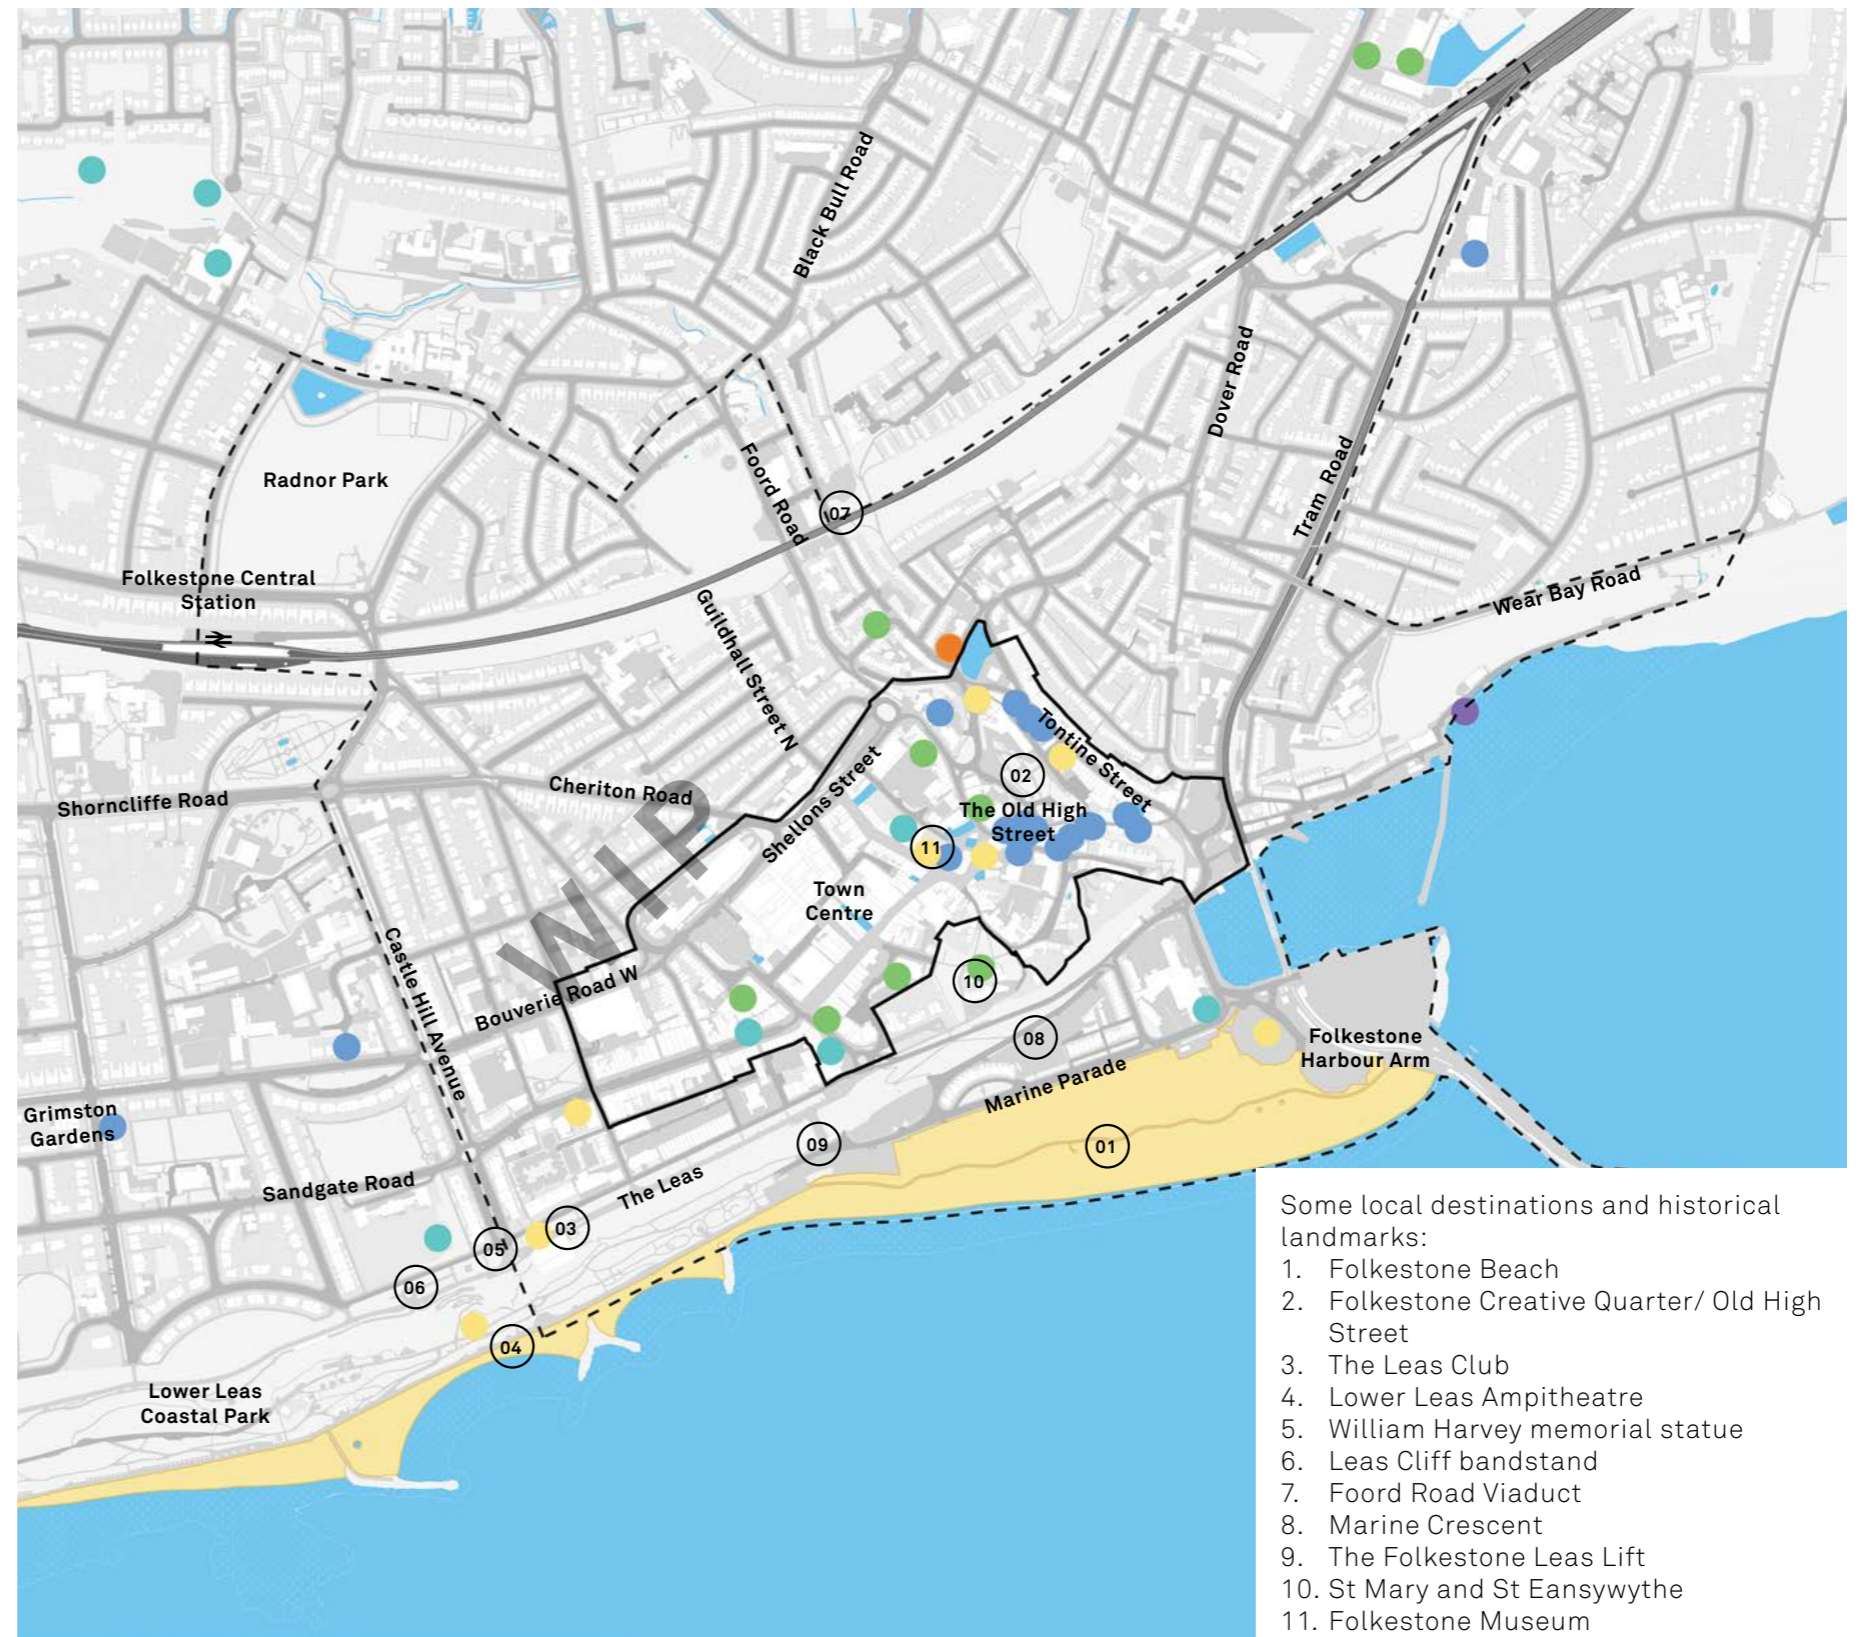 Black Bull Road
Dover Road
Radnor Park
Foord Road
07
Tram Road
Folkestone Central
Station
Wear Bay Road
Guildhall Street N
Tontine Street
02
Shorncliffe Road
Cheriton Road
Shellons Street
The Old High
Street
11
WIP
Town
Centre
Castle Hill Avenue
Bouverie Road W
10
08
Folkestone
Harbour Arm
Marine Parade
Grimston
Gardens
09
01
Sandgate Road
The Leas
03
05
06
04
Lower Leas
Coastal Park
Some local destinations and historical
landmarks:
1. Folkestone Beach
2. Folkestone Creative Quarter/ Old High
Street
3. The Leas Club
4. Lower Leas Ampitheatre
5. William Harvey memorial statue
6. Leas Cliff bandstand
7. Foord Road Viaduct
8. Marine Crescent
9. The Folkestone Leas Lift
10. St Mary and St Eansywythe
11. Folkestone Museum